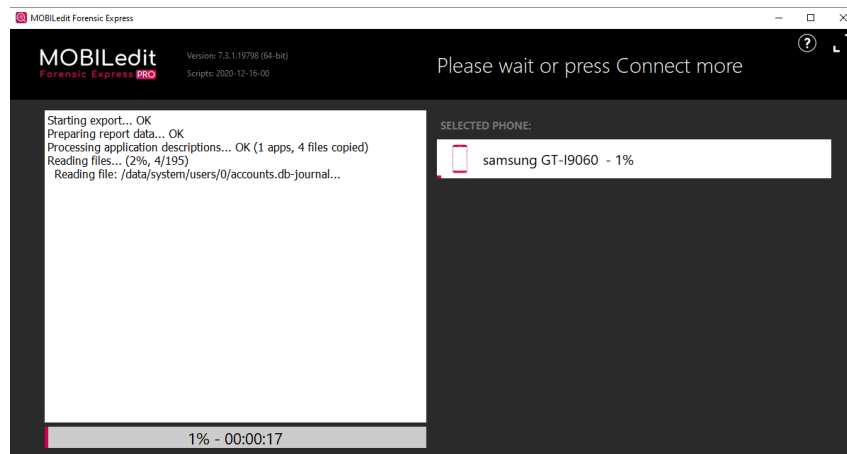 MOBILedit Forensic Express
MOBILedit
Forensic Express PRO
Version: 7.3.1.19798 (64-bit)
Scripts: 2020-12-16-00
Please wait or press Connect more
?
Starting export... OK
Preparing report data... OK
Processing application descriptions... OK (1 apps, 4 files copied)
Reading files... (2%, 4/195)
Reading file: /data/system/users/0/accounts.db-journal...
SELECTED PHONE:
samsung GT-I9060 - 1%
1% - 00:00:17